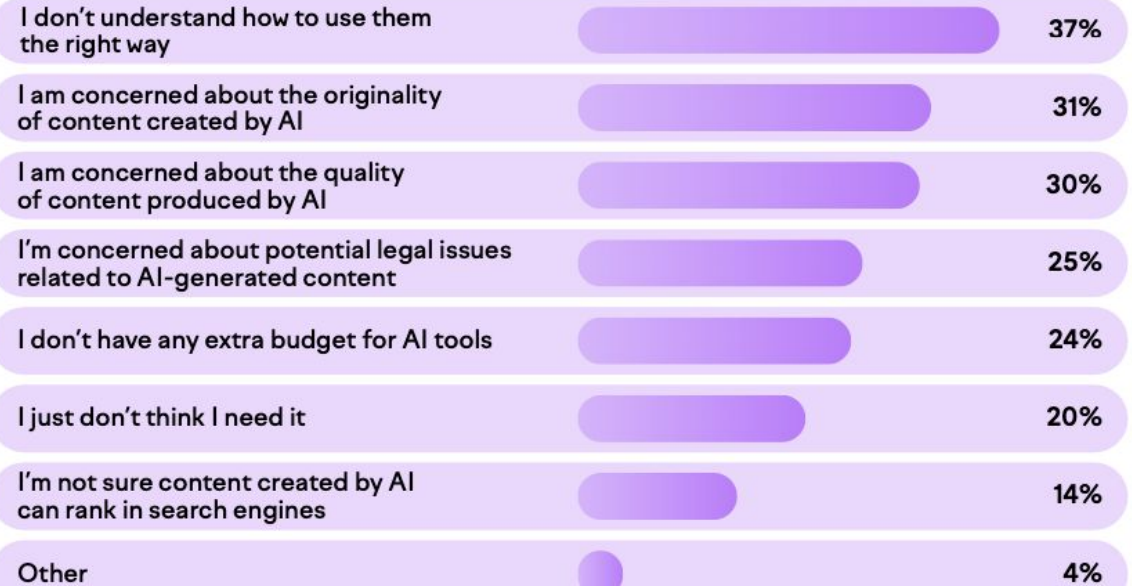 I don't understand how to use them
the right way
37%
I am concerned about the originality
of content created by AI
31%
I am concerned about the quality
of content produced by AI
30%
I'm concerned about potential legal issues
related to AI-generated content
25%
I don't have any extra budget for AI tools
24%
I just don't think I need it
20%
I'm not sure content created by AI
can rank in search engines
14%
Other
4%